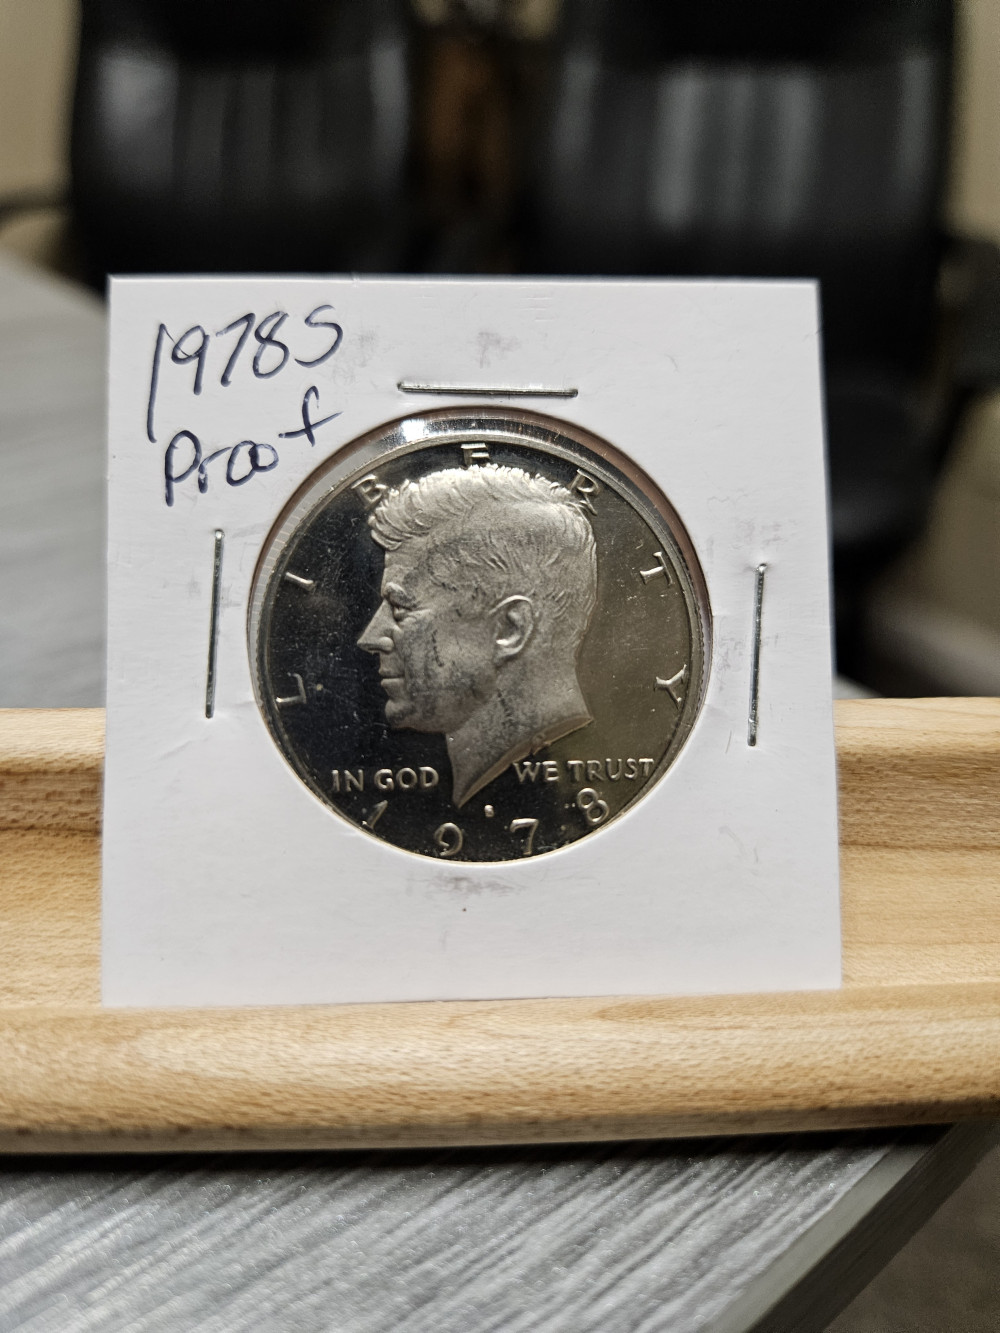 1978S
Proof
LIBERTY
IN GOD WE TRUST
S
1978